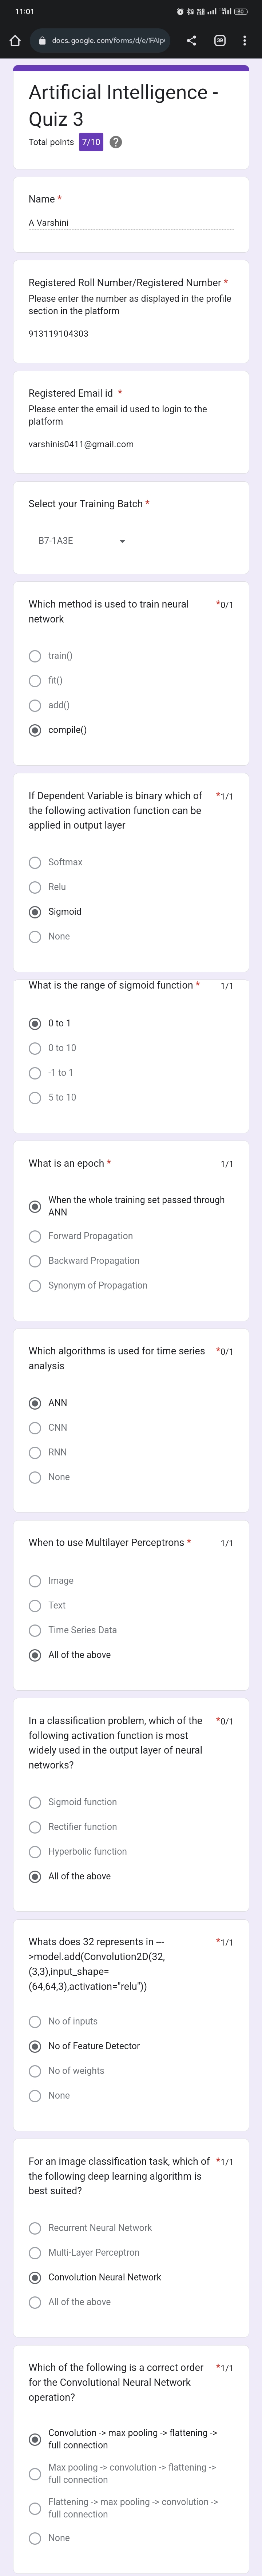 11:01
docs.google.com/forms/d/e/1FAIp
Artificial Intelligence -
Quiz 3
Total points 7/10
Name *
A Varshini
Registered Roll Number/Registered Number *
Please enter the number as displayed in the profile
section in the platform
913119104303
Registered Email id *
Please enter the email id used to login to the
platform
varshinis0411@gmail.com
Select your Training Batch *
B7-1A3E
Which method is used to train neural *0/1
network
train()
fit()
add()
compile()
If Dependent Variable is binary which of *1/1
the following activation function can be
applied in output layer
Softmax
Relu
Sigmoid
None
What is the range of sigmoid function * 1/1
0 to 1
0 to 10
-1 to 1
5 to 10
What is an epoch * 1/1
When the whole training set passed through
ANN
Forward Propagation
Backward Propagation
Synonym of Propagation
Which algorithms is used for time series *0/1
analysis
ANN
CNN
RNN
None
When to use Multilayer Perceptrons * 1/1
Image
Text
Time Series Data
All of the above
In a classification problem, which of the *0/1
following activation function is most
widely used in the output layer of neural
networks?
Sigmoid function
Rectifier function
Hyperbolic function
All of the above
Whats does 32 represents in --- *1/1
>model.add(Convolution2D(32,
(3,3),input_shape=
(64,64,3),activation="relu"))
No of inputs
No of Feature Detector
No of weights
None
For an image classification task, which of *1/1
the following deep learning algorithm is
best suited?
Recurrent Neural Network
Multi-Layer Perceptron
Convolution Neural Network
All of the above
Which of the following is a correct order *1/1
for the Convolutional Neural Network
operation?
Convolution -> max pooling -> flattening ->
full connection
Max pooling -> convolution -> flattening ->
full connection
Flattening -> max pooling -> convolution ->
full connection
None